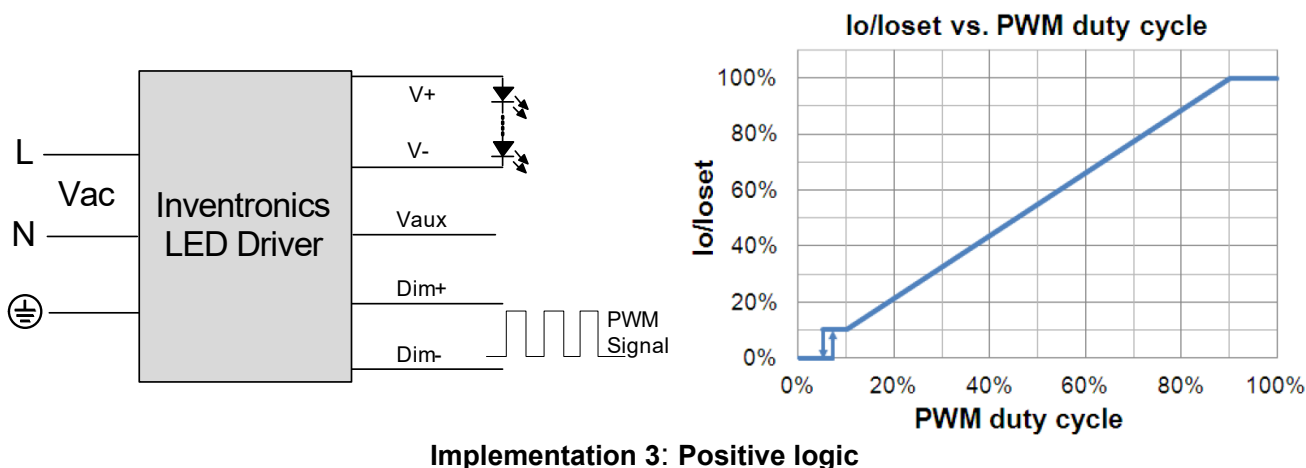 L
Vac
N
Inventronics
LED Driver
V+
V-
Vaux
Dim+
Dim-
PWM
Signal
Io/Ioset vs. PWM duty cycle
Io/Ioset
100%
80%
60%
40%
20%
0%
0%
20%
40%
60%
80%
100%
PWM duty cycle
Implementation 3: Positive logic